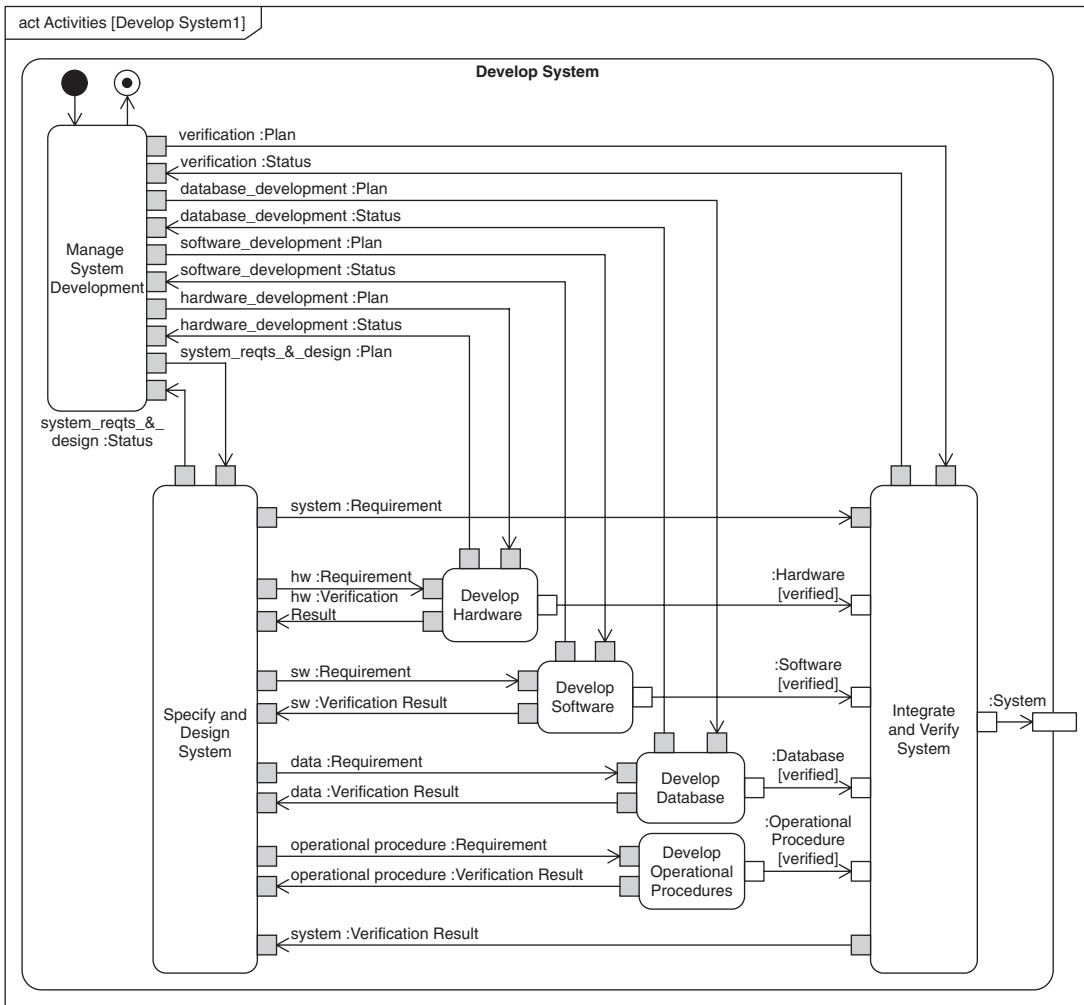 act Activities [Develop System1]
Develop System
verification :Plan
verification :Status
database_development :Plan
database_development :Status
software_development :Plan
software_development :Status
hardware_development :Plan
hardware_development :Status
system_reqts_&_design :Plan
Manage
System
Development
system_reqts_&_
design :Status
system :Requirement
hw :Requirement
hw :Verification
Result
Develop
Hardware
:Hardware
[verified]
sw :Requirement
sw :Verification Result
Develop
Software
:Software
[verified]
Specify and
Design
System
Integrate
and Verify
System
:System
data :Requirement
data :Verification Result
Develop
Database
:Database
[verified]
operational procedure :Requirement
operational procedure :Verification Result
Develop
Operational
Procedures
:Operational
Procedure
[verified]
system :Verification Result